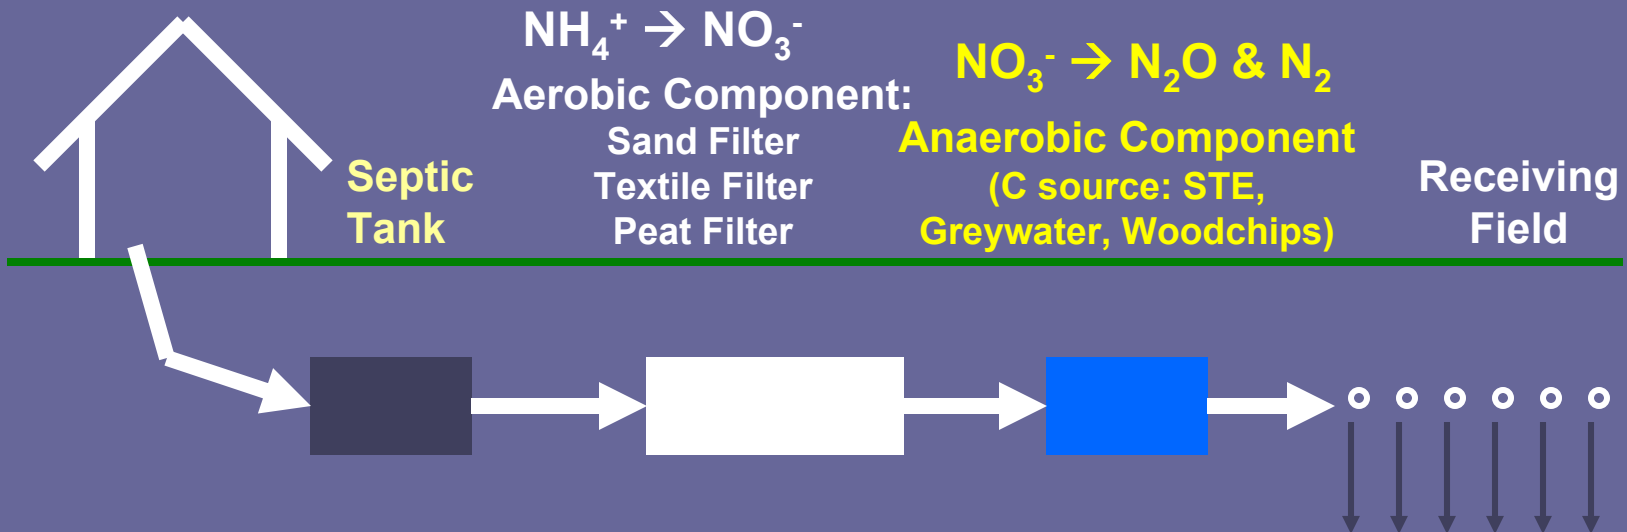 NH₄⁺ → NO₃⁻
Aerobic Component:
Sand Filter
Textile Filter
Peat Filter
NO₃⁻ → N₂O & N₂
Anaerobic Component
(C source: STE,
Greywater, Woodchips)
Septic
Tank
Receiving
Field